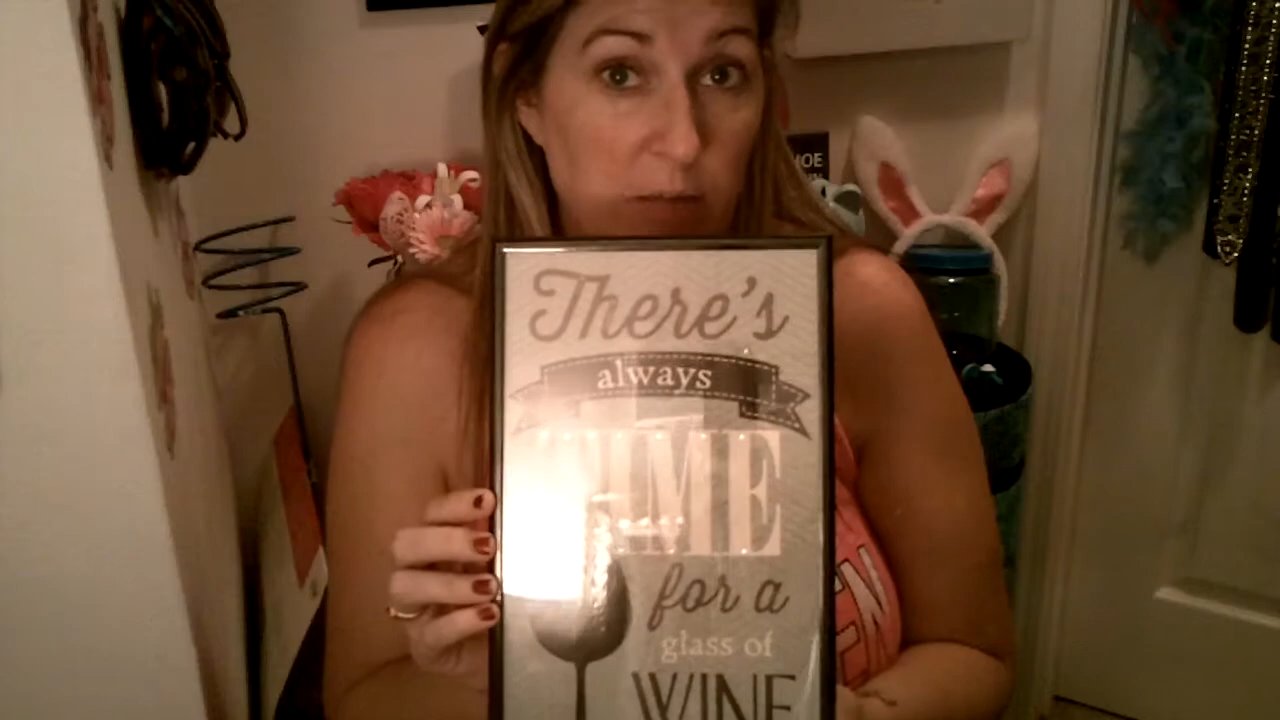 There's
always
TIME
for a
glass of
WINE